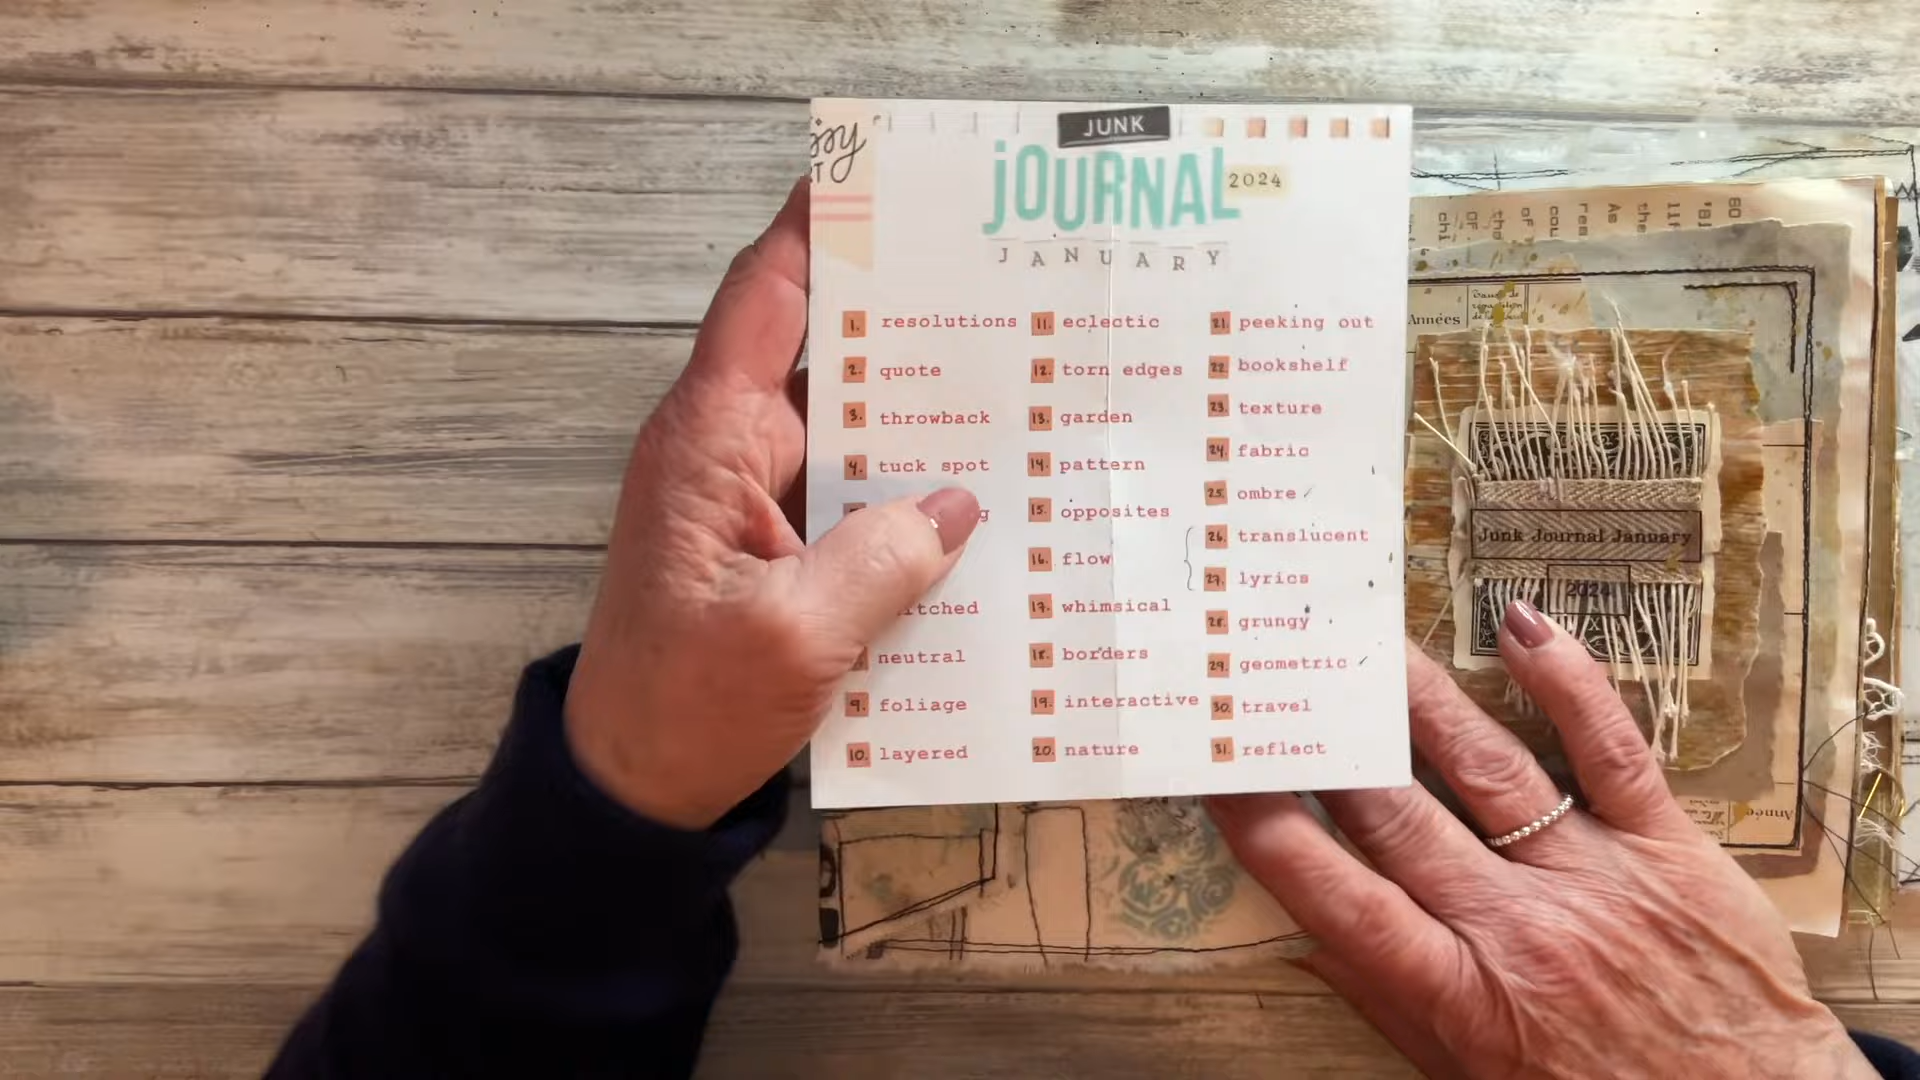 JUNK
jOURNAL 2024
JANUARY
1. resolutions
2. quote
3. throwback
4. tuck spot
neutral
9. foliage
10. layered
11. eclectic
12. torn edges
13. garden
14. pattern
15. opposites
16. flow
17. whimsical
18. borders
19. interactive
20. nature
21. peeking out
22. bookshelf
23. texture
24. fabric
25. ombre
26. translucent
27. lyrics
28. grungy
29. geometric
30. travel
31. reflect
Années
Junk Journal January
2024
Années